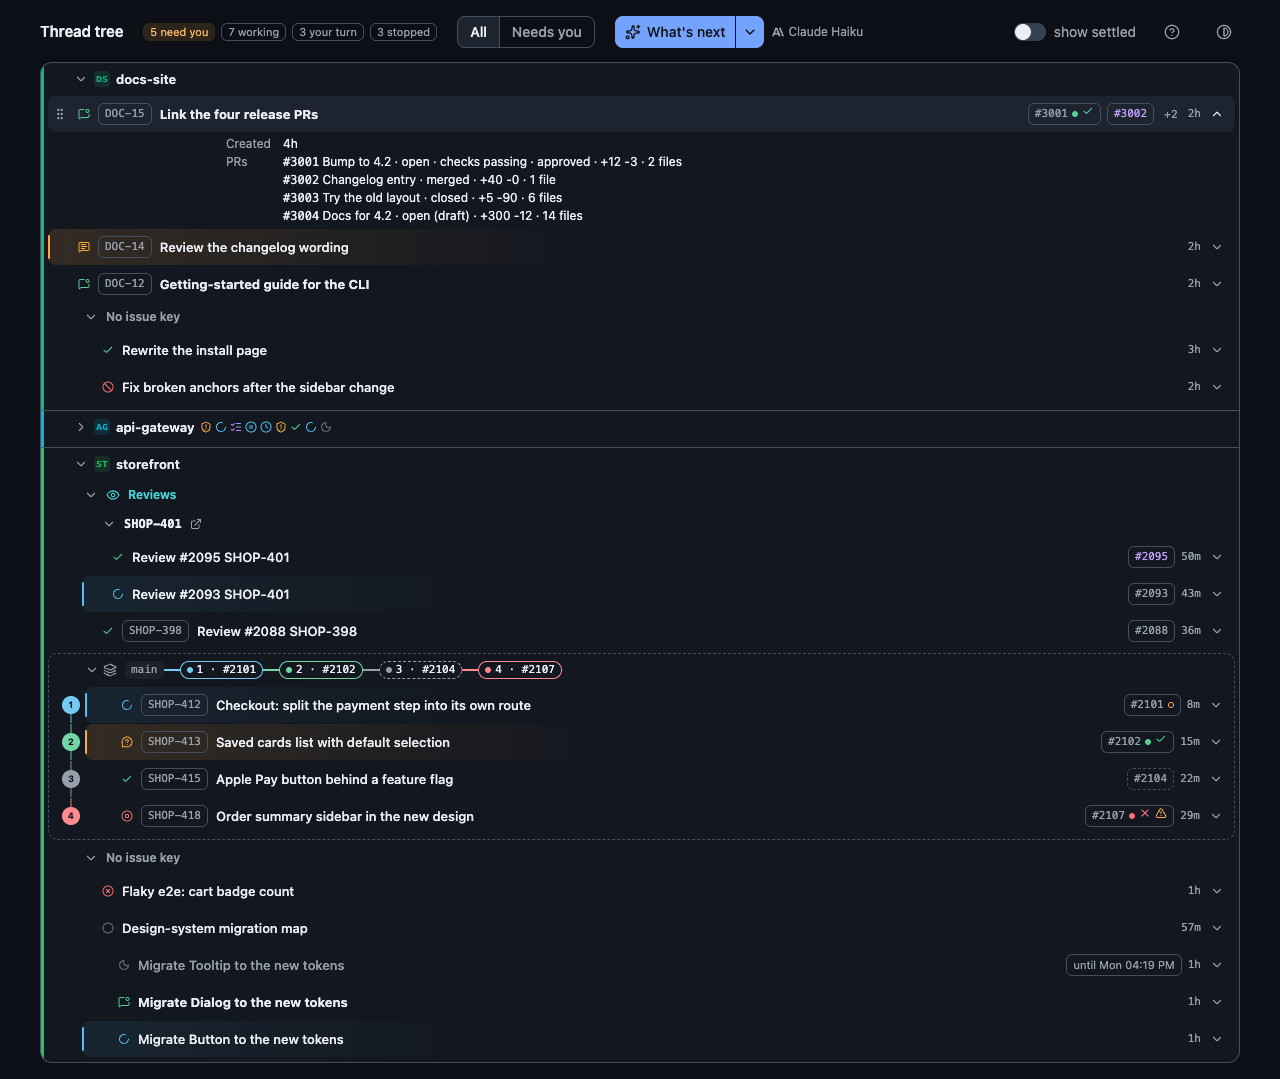 Thread tree 5 need you 7 working 3 your turn 3 stopped All Needs you What's next Claude Haiku show settled
DS docs-site
DOC-15 Link the four release PRs #3001 #3002 +2 2h
Created 4h
PRs #3001 Bump to 4.2 · open · checks passing · approved · +12 -3 · 2 files
#3002 Changelog entry · merged · +40 -0 · 1 file
#3003 Try the old layout · closed · +5 -90 · 6 files
#3004 Docs for 4.2 · open (draft) · +300 -12 · 14 files
DOC-14 Review the changelog wording 2h
DOC-12 Getting-started guide for the CLI 2h
No issue key
Rewrite the install page 3h
Fix broken anchors after the sidebar change 2h
AG api-gateway
ST storefront
Reviews
SHOP-401
Review #2095 SHOP-401 #2095 50m
Review #2093 SHOP-401 #2093 43m
SHOP-398 Review #2088 SHOP-398 #2088 36m
main 1 · #2101 2 · #2102 3 · #2104 4 · #2107
1 SHOP-412 Checkout: split the payment step into its own route #2101 8m
2 SHOP-413 Saved cards list with default selection #2102 15m
3 SHOP-415 Apple Pay button behind a feature flag #2104 22m
4 SHOP-418 Order summary sidebar in the new design #2107 29m
No issue key
Flaky e2e: cart badge count 1h
Design-system migration map 57m
Migrate Tooltip to the new tokens until Mon 04:19 PM 1h
Migrate Dialog to the new tokens 1h
Migrate Button to the new tokens 1h